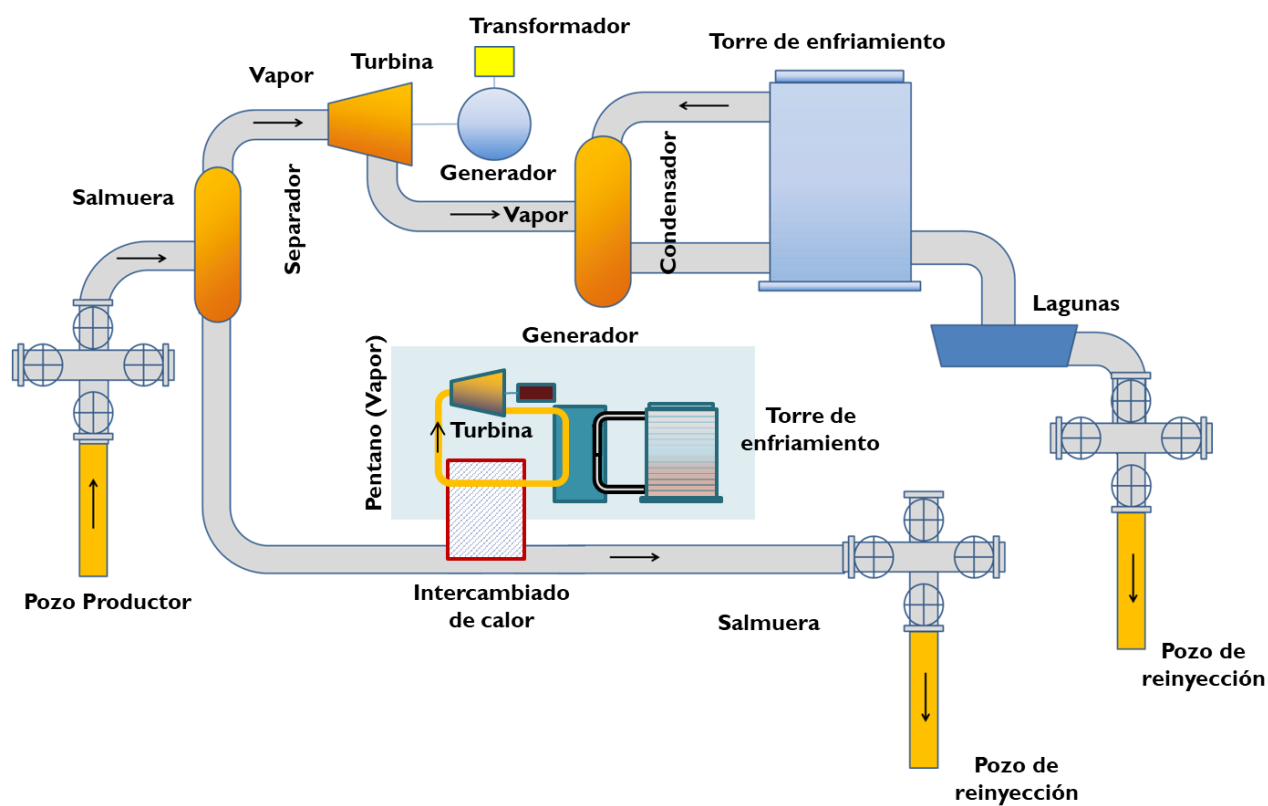 Transformador
Torre de enfriamiento
Turbina
Vapor
Generador
Condensador
Separador
Salmuera
Vapor
Lagunas
Generador
Pentano (Vapor)
Turbina
Torre de
enfriamiento
Intercambiado
de calor
Pozo Productor
Salmuera
Pozo de
reinyección
Pozo de
reinyección